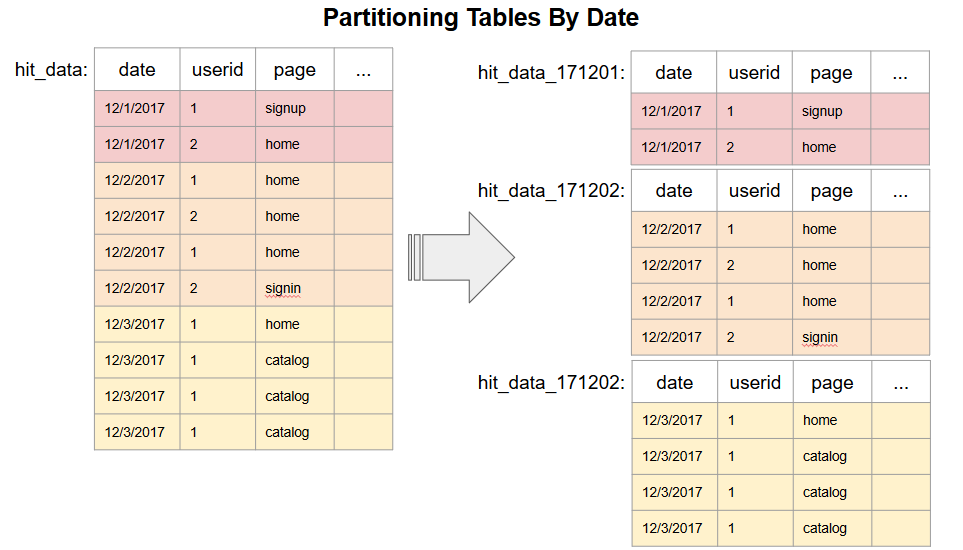 Partitioning Tables By Date
hit_data:
date userid page ...
12/1/2017 1 signup
12/1/2017 2 home
12/2/2017 1 home
12/2/2017 2 home
12/2/2017 1 home
12/2/2017 2 signin
12/3/2017 1 home
12/3/2017 1 catalog
12/3/2017 1 catalog
12/3/2017 1 catalog
hit_data_171201:
date userid page ...
12/1/2017 1 signup
12/1/2017 2 home
hit_data_171202:
date userid page ...
12/2/2017 1 home
12/2/2017 2 home
12/2/2017 1 home
12/2/2017 2 signin
hit_data_171202:
date userid page ...
12/3/2017 1 home
12/3/2017 1 catalog
12/3/2017 1 catalog
12/3/2017 1 catalog